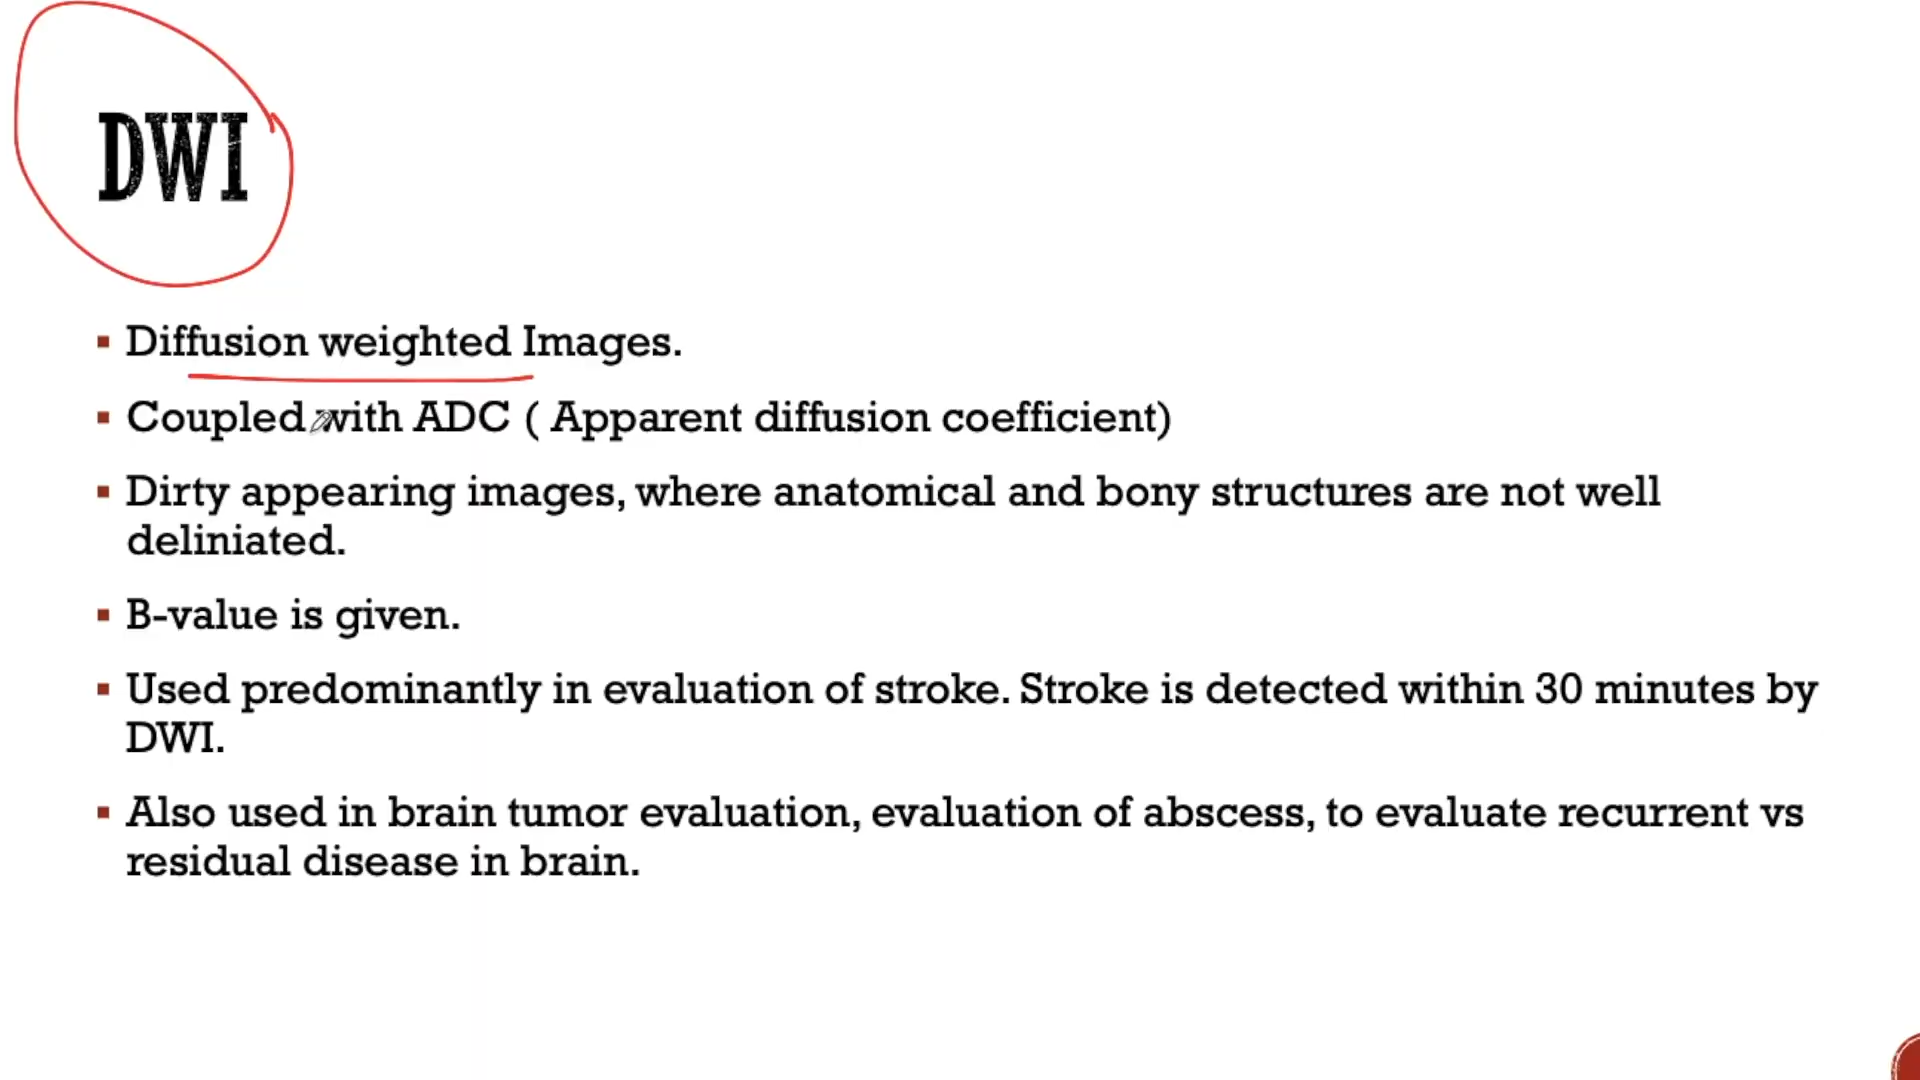 DWI
Diffusion weighted Images.
Coupled with ADC ( Apparent diffusion coefficient)
Dirty appearing images, where anatomical and bony structures are not well
deliniated.
B-value is given.
Used predominantly in evaluation of stroke. Stroke is detected within 30 minutes by
DWI.
Also used in brain tumor evaluation, evaluation of abscess, to evaluate recurrent vs
residual disease in brain.